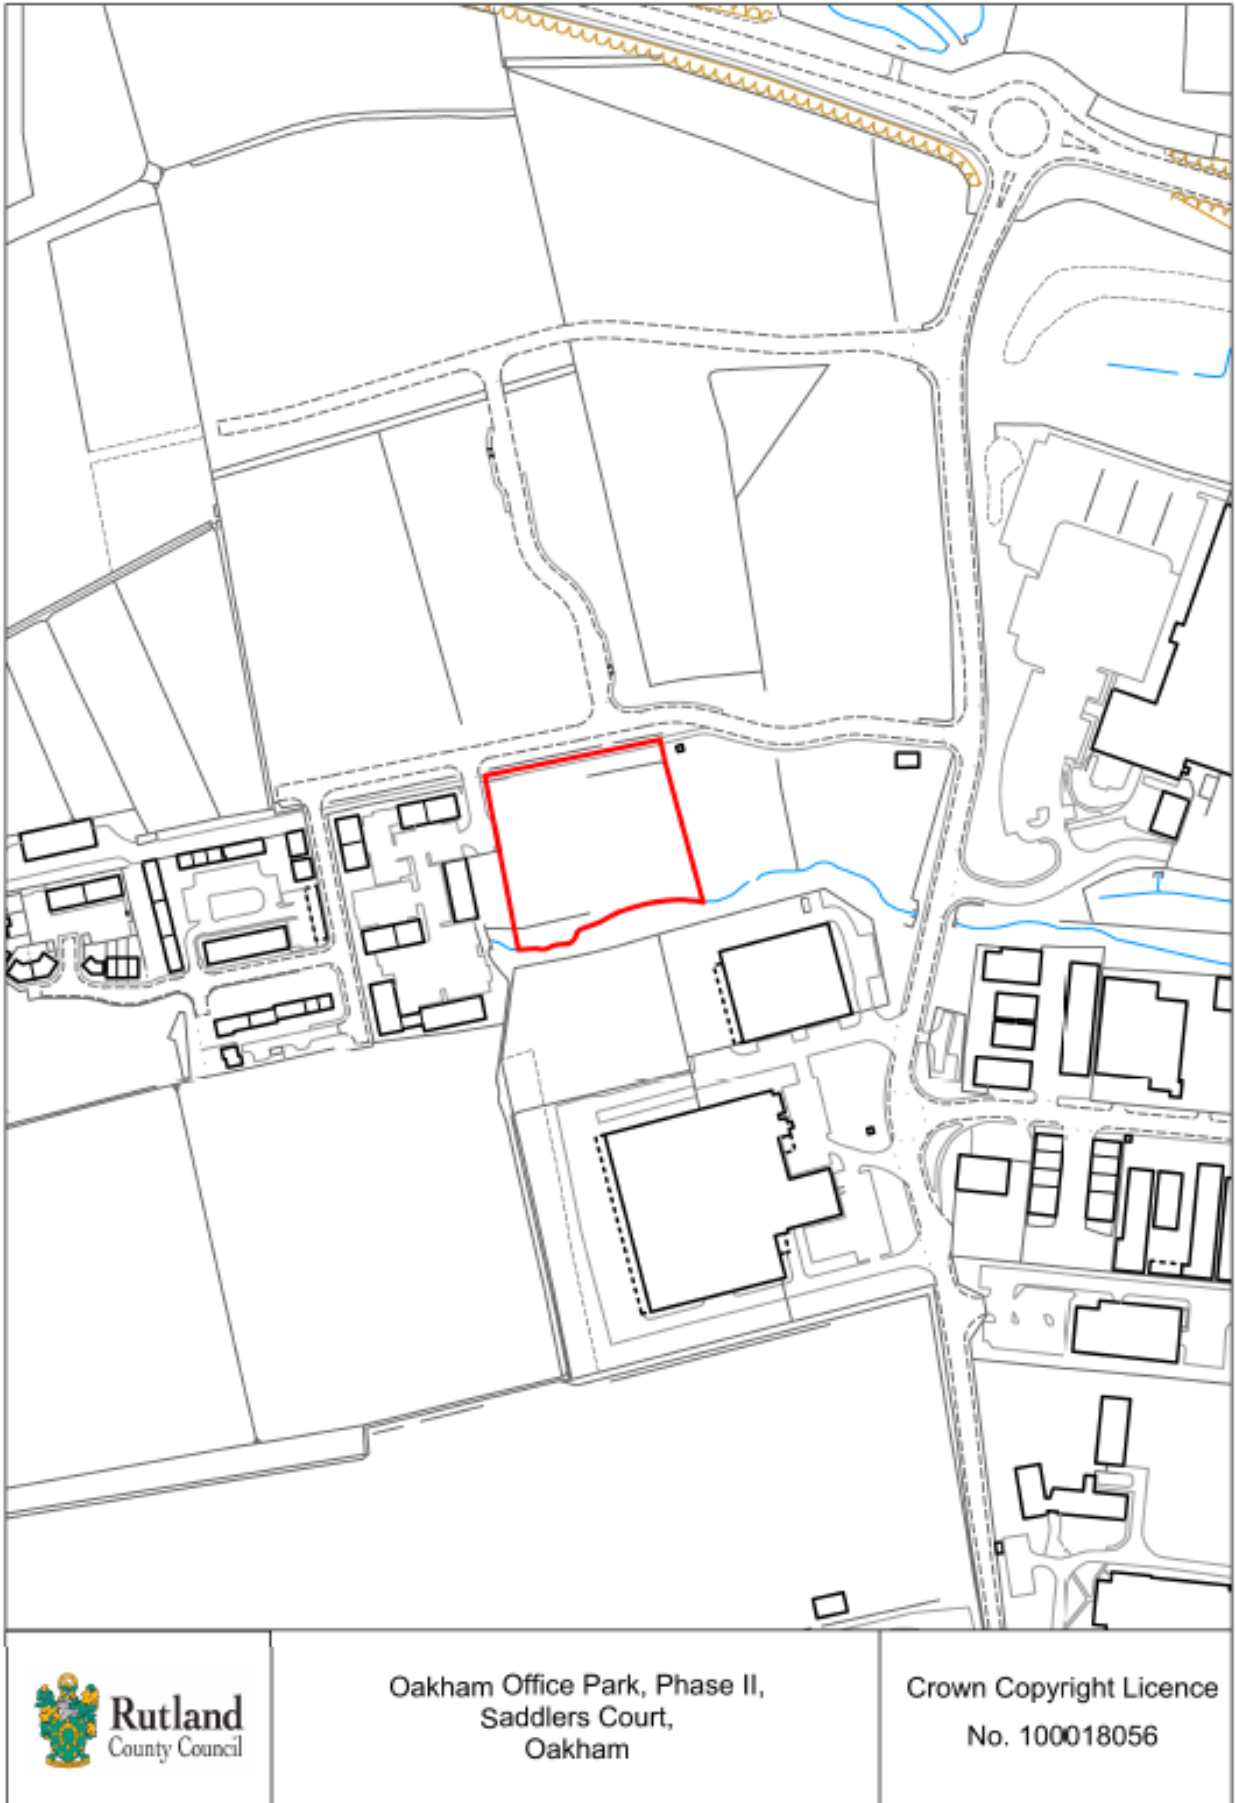 Rutland
County Council
Oakham Office Park, Phase II,
Saddlers Court,
Oakham
Crown Copyright Licence
No. 100018056